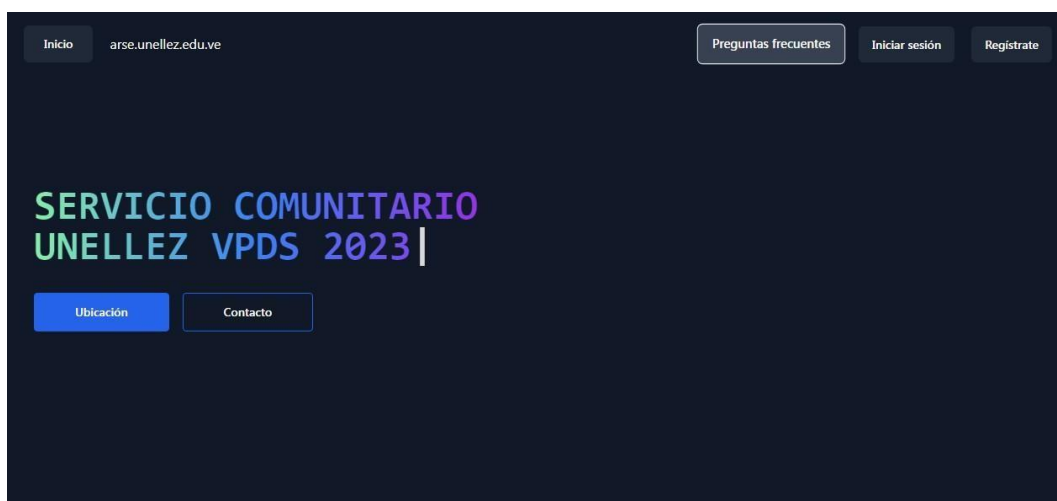 Inicio arse.unellez.edu.ve Preguntas frecuentes Iniciar sesión Regístrate
SERVICIO COMUNITARIO
UNELLEZ VPDS 2023
Ubicación Contacto